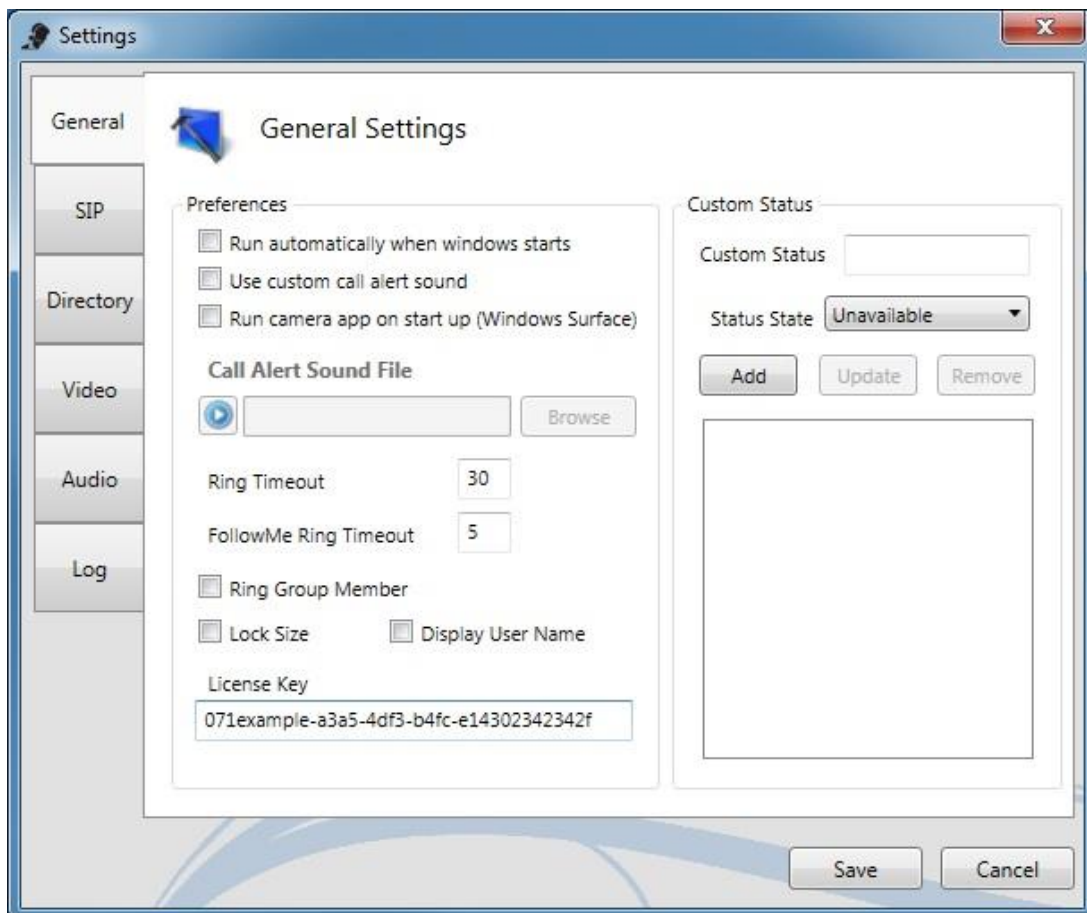 Settings
General
SIP
Directory
Video
Audio
Log
General Settings
Preferences
Run automatically when windows starts
Use custom call alert sound
Run camera app on start up (Windows Surface)
Call Alert Sound File
Browse
Ring Timeout 30
FollowMe Ring Timeout 5
Ring Group Member
Lock Size Display User Name
License Key
071example-a3a5-4df3-b4fc-e14302342342f
Custom Status
Custom Status
Status State Unavailable
Add Update Remove
Save Cancel